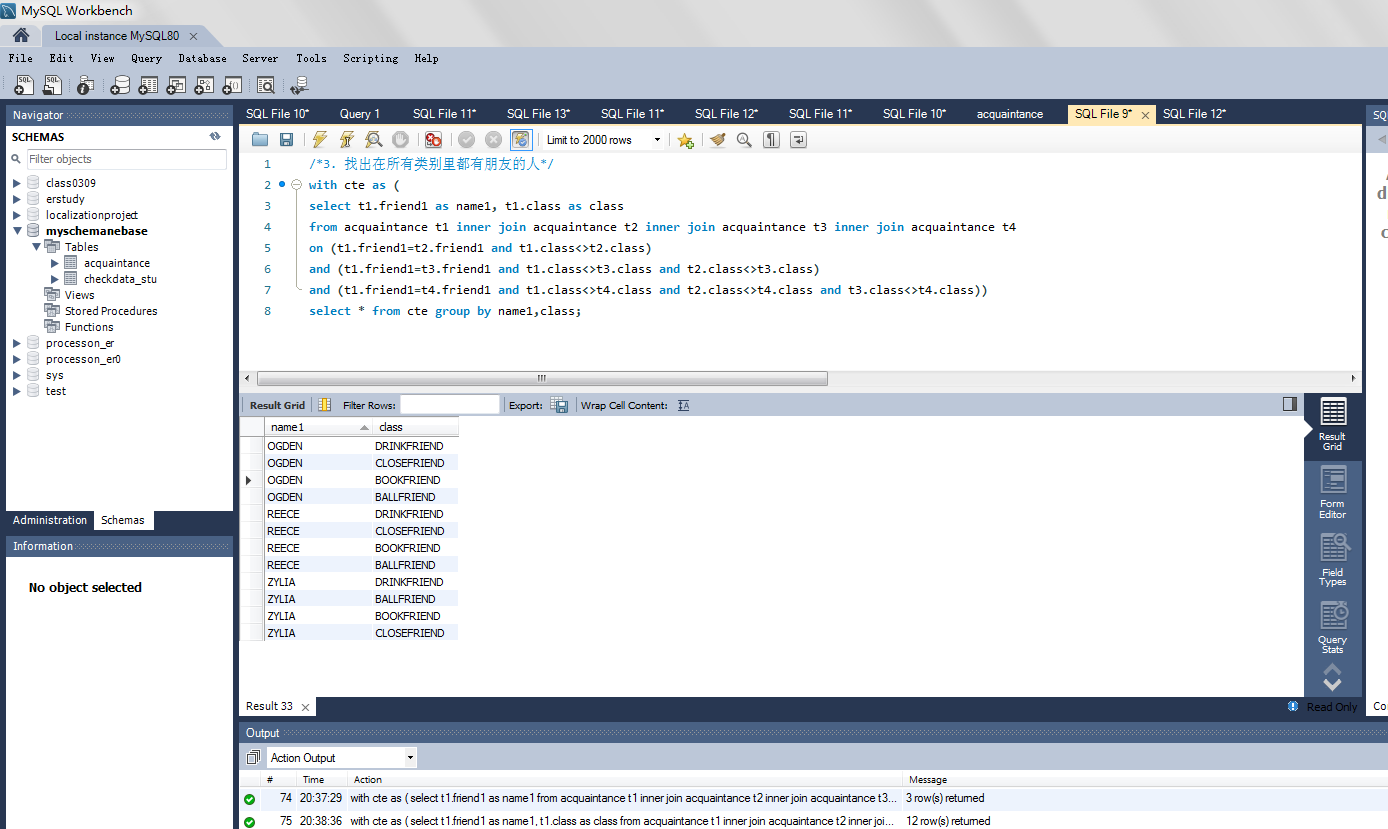 MySQL Workbench
Local instance MySQL80
File Edit View Query Database Server Tools Scripting Help
Navigator
SCHEMAS
Filter objects
class0309
erstudy
localizationproject
myschemanebase
Tables
acquaintance
checkdata_stu
Views
Stored Procedures
Functions
processon_er
processon_er0
sys
test
Administration Schemas
Information
No object selected
SQL File 10* Query 1 SQL File 11* SQL File 13* SQL File 11* SQL File 12* SQL File 11* SQL File 10* acquaintance SQL File 9* SQL File 12*
Limit to 2000 rows
1 /*3. 找出在所有类别里都有朋友的人*/
2 with cte as (
3 select t1.friend1 as name1, t1.class as class
4 from acquaintance t1 inner join acquaintance t2 inner join acquaintance t3 inner join acquaintance t4
5 on (t1.friend1=t2.friend1 and t1.class<>t2.class)
6 and (t1.friend1=t3.friend1 and t1.class<>t3.class and t2.class<>t3.class)
7 and (t1.friend1=t4.friend1 and t1.class<>t4.class and t2.class<>t4.class and t3.class<>t4.class))
8 select * from cte group by name1,class;
Result Grid Filter Rows: Export: Wrap Cell Content:
name1 class
OGDEN DRINKFRIEND
OGDEN CLOSEFRIEND
OGDEN BOOKFRIEND
OGDEN BALLFRIEND
REECE DRINKFRIEND
REECE CLOSEFRIEND
REECE BOOKFRIEND
REECE BALLFRIEND
ZYLIA DRINKFRIEND
ZYLIA BALLFRIEND
ZYLIA BOOKFRIEND
ZYLIA CLOSEFRIEND
Result
Grid
Form
Editor
Field
Types
Query
Stats
Result 33
Read Only
Output
Action Output
# Time Action Message
74 20:37:29 with cte as ( select t1.friend1 as name1 from acquaintance t1 inner join acquaintance t2 inner join acquaintance t3... 3 row(s) returned
75 20:38:36 with cte as ( select t1.friend1 as name1, t1.class as class from acquaintance t1 inner join acquaintance t2 inner joi... 12 row(s) returned